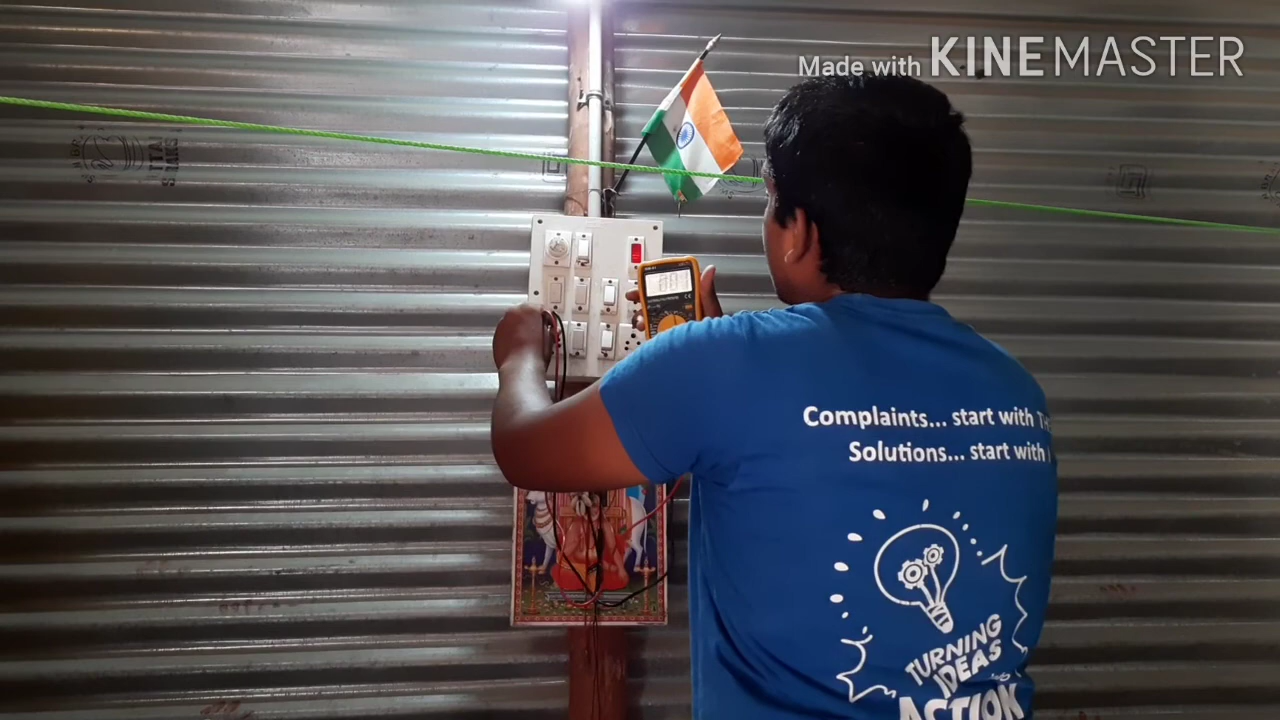 Made with KINEMASTER
Complaints... start with
Solutions... start with
TURNING
IDEAS
ACTION